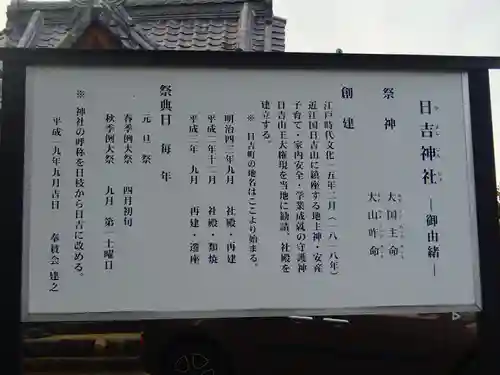 日吉神社 ―御由緒―
祭神 大国主命
大山咋命
創建
江戸時代文化一五年二月(一八一八年)
近江国日吉山に鎮座する地主神・安産
子育て・家内安全・学業成就の守護神
日吉山王大権現を当地に勧請、社殿を
建立する。
※ 日吉町の地名はここより始まる。
明治四三年九月 社殿・再建
平成二年十二月 社殿・類焼
平成三年 九月 再建・遷座
祭典日 毎年
元旦祭
春季例大祭 四月初旬
秋季例大祭 九月 第二土曜日
※ 神社の呼称を日枝から日吉に改める。
平成二九年九月吉日 奉賛会 建之